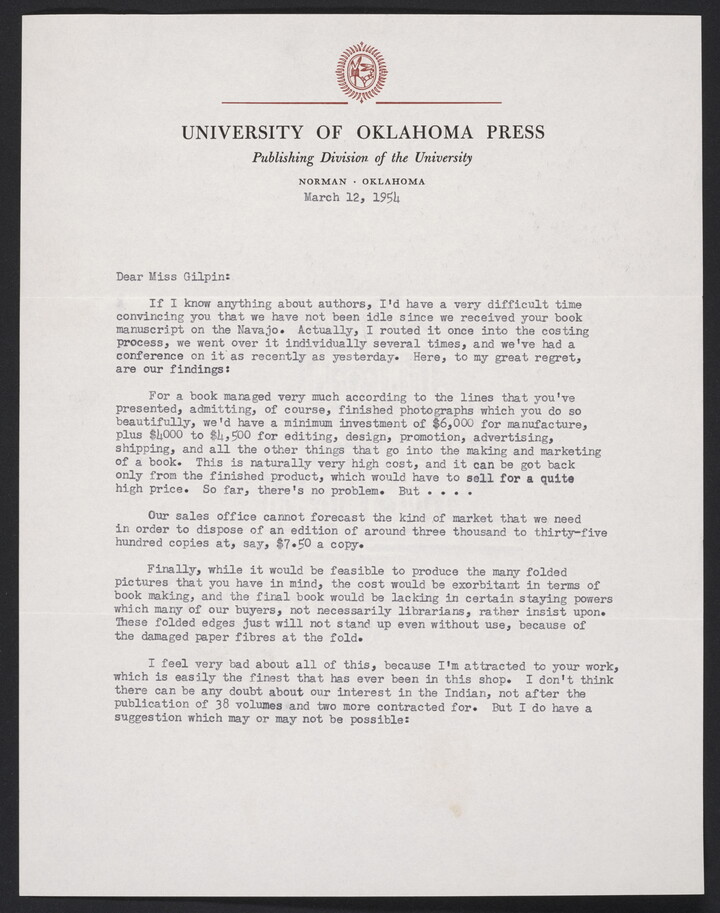 UNIVERSITY OF OKLAHOMA PRESS
Publishing Division of the University
NORMAN · OKLAHOMA
March 12, 1954
Dear Miss Gilpin:
If I know anything about authors, I'd have a very difficult time
convincing you that we have not been idle since we received your book
manuscript on the Navajo. Actually, I routed it once into the costing
process, we went over it individually several times, and we've had a
conference on it as recently as yesterday. Here, to my great regret,
are our findings:
For a book managed very much according to the lines that you've
presented, admitting, of course, finished photographs which you do so
beautifully, we'd have a minimum investment of $6,000 for manufacture,
plus $4000 to $4,500 for editing, design, promotion, advertising,
shipping, and all the other things that go into the making and marketing
of a book. This is naturally very high cost, and it can be got back
only from the finished product, which would have to sell for a quite
high price. So far, there's no problem. But . . . .
Our sales office cannot forecast the kind of market that we need
in order to dispose of an edition of around three thousand to thirty-five
hundred copies at, say, $7.50 a copy.
Finally, while it would be feasible to produce the many folded
pictures that you have in mind, the cost would be exorbitant in terms of
book making, and the final book would be lacking in certain staying powers
which many of our buyers, not necessarily librarians, rather insist upon.
These folded edges just will not stand up even without use, because of
the damaged paper fibres at the fold.
I feel very bad about all of this, because I'm attracted to your work,
which is easily the finest that has ever been in this shop. I don't think
there can be any doubt about our interest in the Indian, not after the
publication of 38 volumes and two more contracted for. But I do have a
suggestion which may or may not be possible: